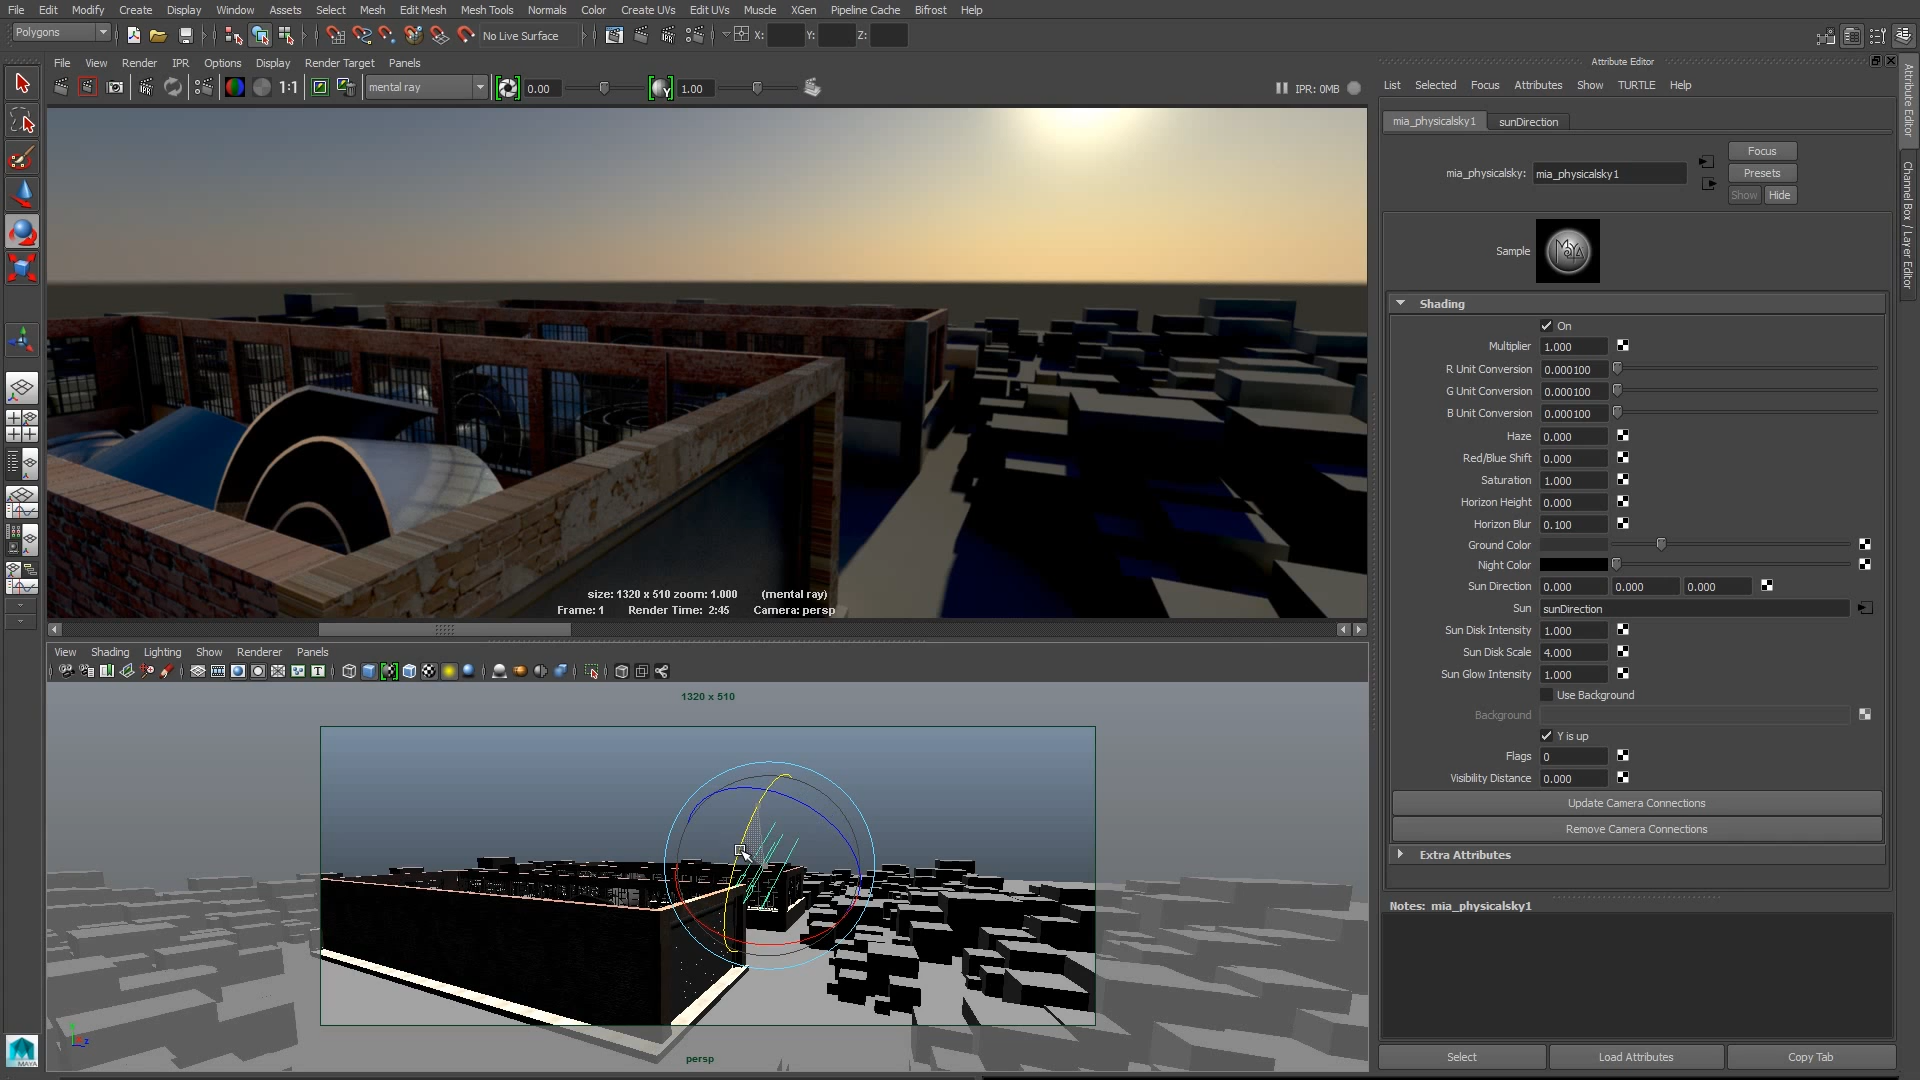 File Edit Modify Create Display Window Assets Select Mesh Edit Mesh Mesh Tools Normals Color Create UVs Edit UVs Muscle XGen Pipeline Cache Bifrost Help
Polygons No Live Surface X: Y: Z:
Attribute Editor
File View Render IPR Options Display Render Target Panels
1:1 mental ray 0.00 1.00 IPR: 0MB
List Selected Focus Attributes Show TURTLE Help
mia_physicalsky1 sunDirection
Focus
mia_physicalsky: mia_physicalsky1 Presets
Show Hide
Sample
Shading
On
Multiplier 1.000
R Unit Conversion 0.000100
G Unit Conversion 0.000100
B Unit Conversion 0.000100
Haze 0.000
Red/Blue Shift 0.000
Saturation 1.000
Horizon Height 0.000
Horizon Blur 0.100
Ground Color
Night Color
Sun Direction 0.000 0.000 0.000
Sun sunDirection
Sun Disk Intensity 1.000
Sun Disk Scale 4.000
Sun Glow Intensity 1.000
Use Background
Background
Y is up
Flags 0
Visibility Distance 0.000
Update Camera Connections
Remove Camera Connections
Extra Attributes
Notes: mia_physicalsky1
Select Load Attributes Copy Tab
Attribute Editor
Channel Box / Layer Editor
size: 1320 x 510 zoom: 1.000 (mental ray)
Frame: 1 Render Time: 2:45 Camera: persp
View Shading Lighting Show Renderer Panels
1320 x 510
persp
z
MAYA